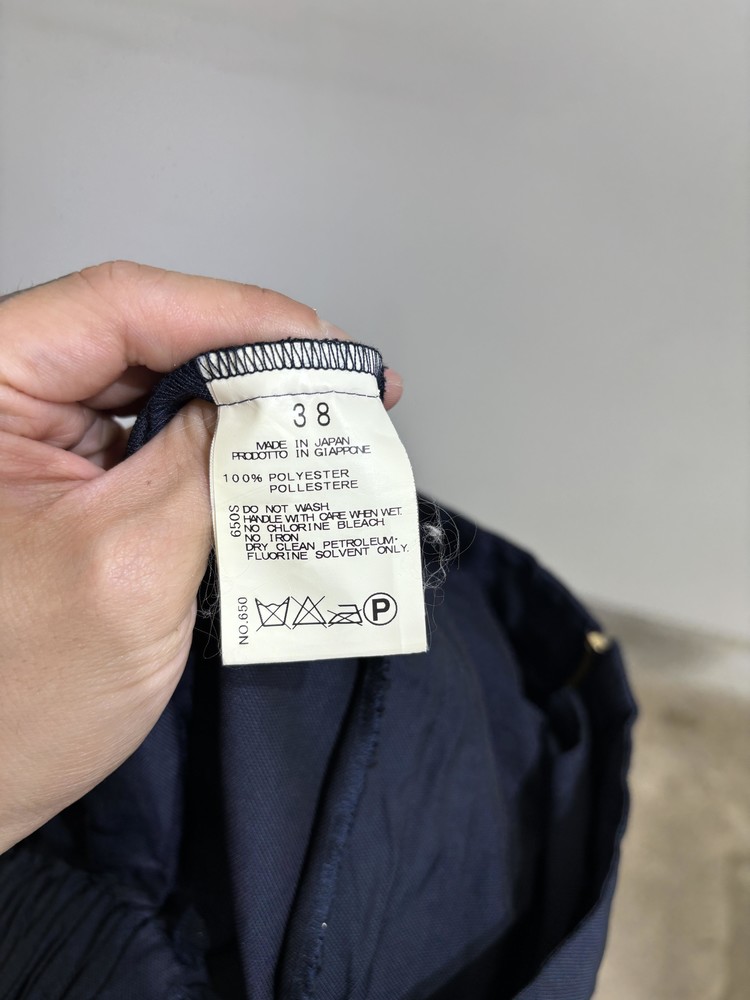 38
MADE IN JAPAN
PRODOTTO IN GIAPPONE
100% POLYESTER
POLLESTERE
650S
DO NOT WASH
HANDLE WITH CARE WHEN WET.
NO CHLORINE BLEACH
NO IRON
DRY CLEAN PETROLEUM·
FLUORINE SOLVENT ONLY.
NO.650
P